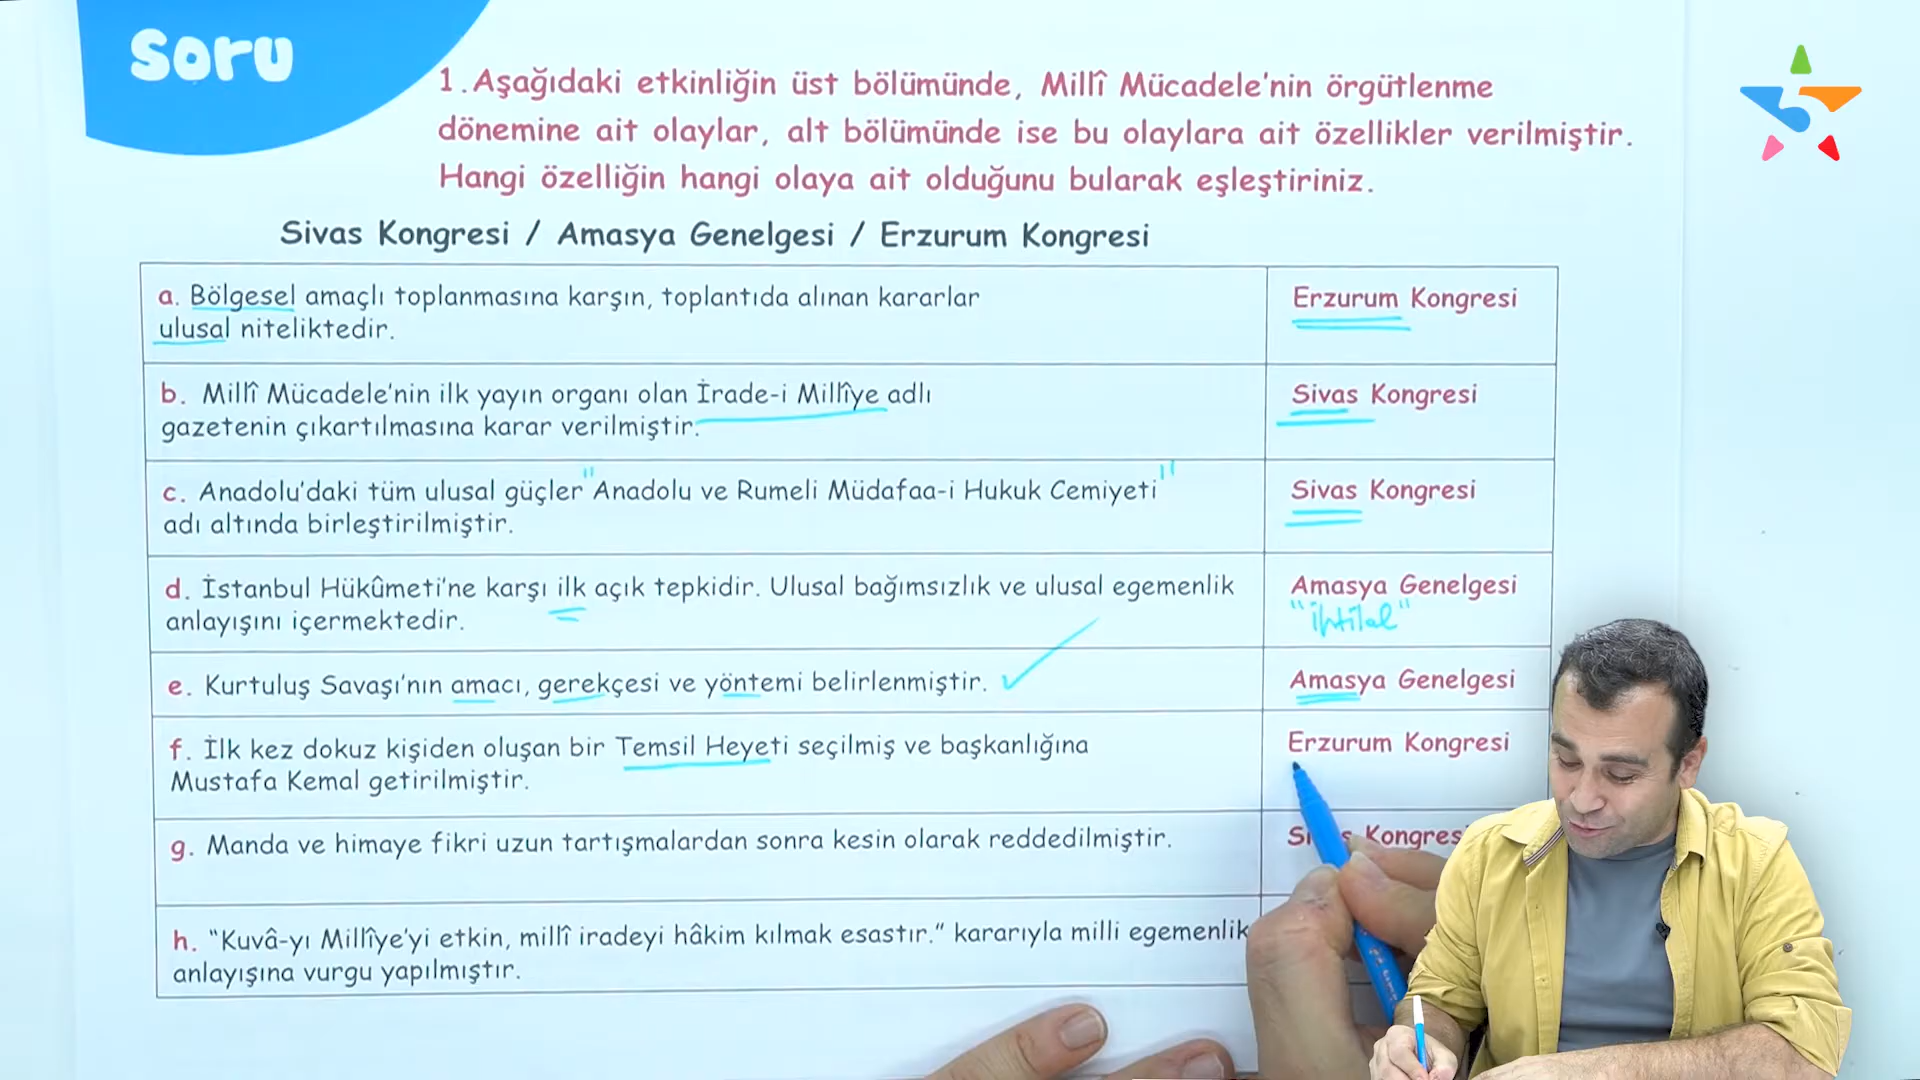 Soru
1. Aşağıdaki etkinliğin üst bölümünde, Millî Mücadele'nin örgütlenme
dönemine ait olaylar, alt bölümünde ise bu olaylara ait özellikler verilmiştir.
Hangi özelliğin hangi olaya ait olduğunu bularak eşleştiriniz.
5
Sivas Kongresi / Amasya Genelgesi / Erzurum Kongresi
a. Bölgesel amaçlı toplanmasına karşın, toplantıda alınan kararlar
ulusal niteliktedir.
Erzurum Kongresi
b. Millî Mücadele'nin ilk yayın organı olan İrade-i Millîye adlı
gazetenin çıkartılmasına karar verilmiştir.
Sivas Kongresi
c. Anadolu'daki tüm ulusal güçler "Anadolu ve Rumeli Müdafaa-i Hukuk Cemiyeti"
adı altında birleştirilmiştir.
Sivas Kongresi
d. İstanbul Hükûmeti'ne karşı ilk açık tepkidir. Ulusal bağımsızlık ve ulusal egemenlik
anlayışını içermektedir.
Amasya Genelgesi
"ihtilal"
e. Kurtuluş Savaşı'nın amacı, gerekçesi ve yöntemi belirlenmiştir.
Amasya Genelgesi
f. İlk kez dokuz kişiden oluşan bir Temsil Heyeti seçilmiş ve başkanlığına
Mustafa Kemal getirilmiştir.
Erzurum Kongresi
g. Manda ve himaye fikri uzun tartışmalardan sonra kesin olarak reddedilmiştir.
h. "Kuvâ-yı Millîye'yi etkin, millî iradeyi hâkim kılmak esastır." kararıyla milli egemenlik
anlayışına vurgu yapılmıştır.